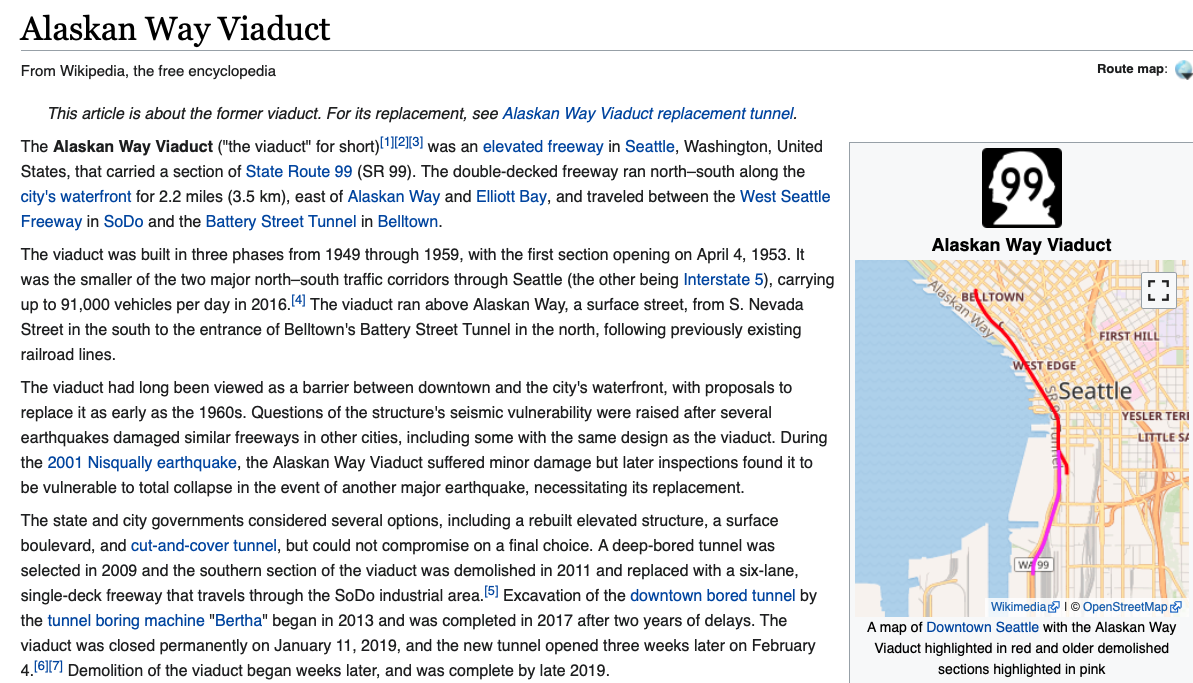 Alaskan Way Viaduct
From Wikipedia, the free encyclopedia
Route map:
This article is about the former viaduct. For its replacement, see Alaskan Way Viaduct replacement tunnel.
The Alaskan Way Viaduct ("the viaduct" for short)[1][2][3] was an elevated freeway in Seattle, Washington, United
States, that carried a section of State Route 99 (SR 99). The double-decked freeway ran north–south along the
city's waterfront for 2.2 miles (3.5 km), east of Alaskan Way and Elliott Bay, and traveled between the West Seattle
Freeway in SoDo and the Battery Street Tunnel in Belltown.
The viaduct was built in three phases from 1949 through 1959, with the first section opening on April 4, 1953. It
was the smaller of the two major north–south traffic corridors through Seattle (the other being Interstate 5), carrying
up to 91,000 vehicles per day in 2016.[4] The viaduct ran above Alaskan Way, a surface street, from S. Nevada
Street in the south to the entrance of Belltown's Battery Street Tunnel in the north, following previously existing
railroad lines.
The viaduct had long been viewed as a barrier between downtown and the city's waterfront, with proposals to
replace it as early as the 1960s. Questions of the structure's seismic vulnerability were raised after several
earthquakes damaged similar freeways in other cities, including some with the same design as the viaduct. During
the 2001 Nisqually earthquake, the Alaskan Way Viaduct suffered minor damage but later inspections found it to
be vulnerable to total collapse in the event of another major earthquake, necessitating its replacement.
The state and city governments considered several options, including a rebuilt elevated structure, a surface
boulevard, and cut-and-cover tunnel, but could not compromise on a final choice. A deep-bored tunnel was
selected in 2009 and the southern section of the viaduct was demolished in 2011 and replaced with a six-lane,
single-deck freeway that travels through the SoDo industrial area.[5] Excavation of the downtown bored tunnel by
the tunnel boring machine "Bertha" began in 2013 and was completed in 2017 after two years of delays. The
viaduct was closed permanently on January 11, 2019, and the new tunnel opened three weeks later on February
4.[6][7] Demolition of the viaduct began weeks later, and was complete by late 2019.
99
Alaskan Way Viaduct
Alaskan Way
BELLTOWN
FIRST HILL
WEST EDGE
Seattle
SR 99 Tunnel
YESLER TER
LITTLE SA
WA 99
Wikimedia | © OpenStreetMap
A map of Downtown Seattle with the Alaskan Way
Viaduct highlighted in red and older demolished
sections highlighted in pink